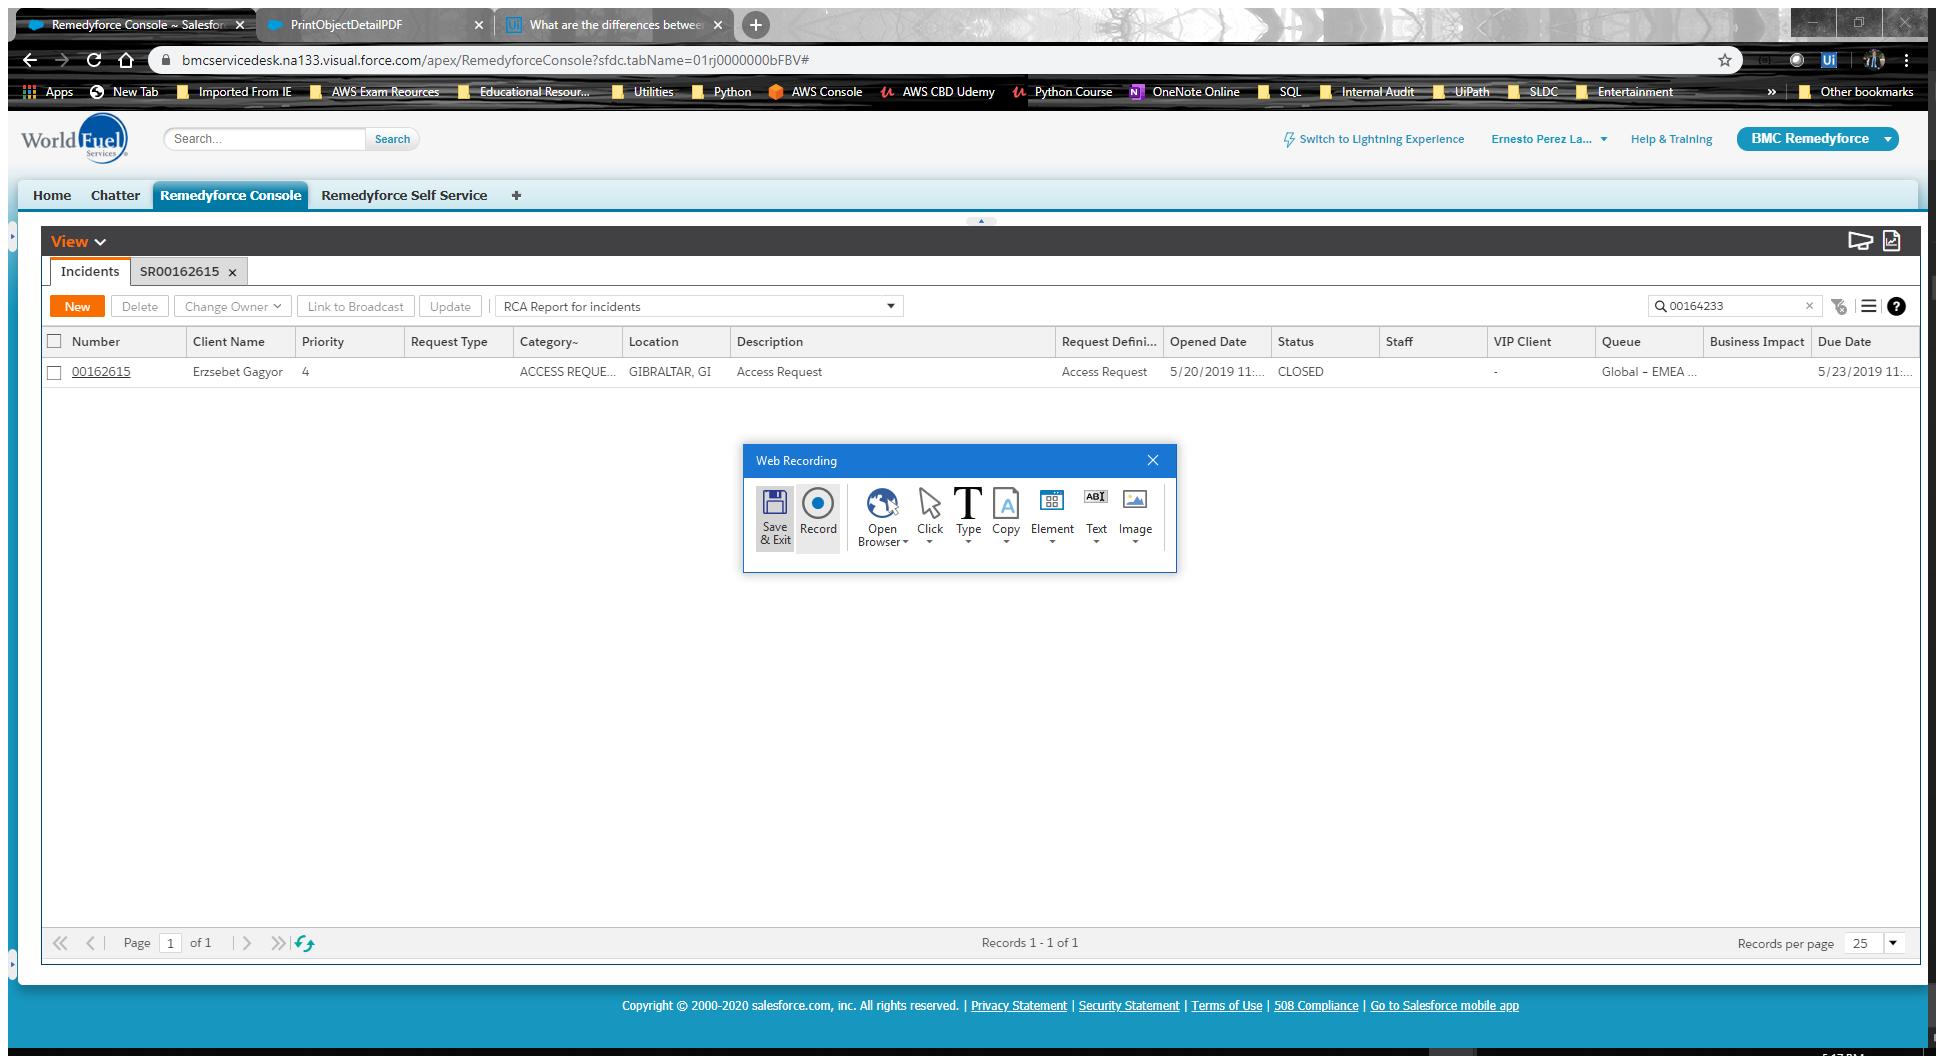 Remedyforce Console ~ Salesfor
PrintObjectDetailPDF
Ui What are the differences betwee
bmcservicedesk.na133.visual.force.com/apex/RemedyforceConsole?sfdc.tabName=01rj0000000bFBV#
Ui
Apps New Tab Imported From IE AWS Exam Reources Educational Resour... Utilities Python AWS Console AWS CBD Udemy Python Course OneNote Online SQL Internal Audit UiPath SLDC Entertainment » Other bookmarks
World Fuel Services
Search... Search
Switch to Lightning Experience Ernesto Perez La... Help & Training BMC Remedyforce
Home Chatter Remedyforce Console Remedyforce Self Service +
View
Incidents SR00162615 ×
New Delete Change Owner Link to Broadcast Update RCA Report for incidents 00164233 × ?
Number Client Name Priority Request Type Category~ Location Description Request Defini... Opened Date Status Staff VIP Client Queue Business Impact Due Date
00162615 Erzsebet Gagyor 4 ACCESS REQUE... GIBRALTAR, GI Access Request Access Request 5/20/2019 11:... CLOSED - Global – EMEA ... 5/23/2019 11:...
Web Recording
Save & Exit Record Open Browser Click Type Copy Element Text Image
Page 1 of 1 Records 1 - 1 of 1 Records per page 25
Copyright © 2000-2020 salesforce.com, inc. All rights reserved. | Privacy Statement | Security Statement | Terms of Use | 508 Compliance | Go to Salesforce mobile app